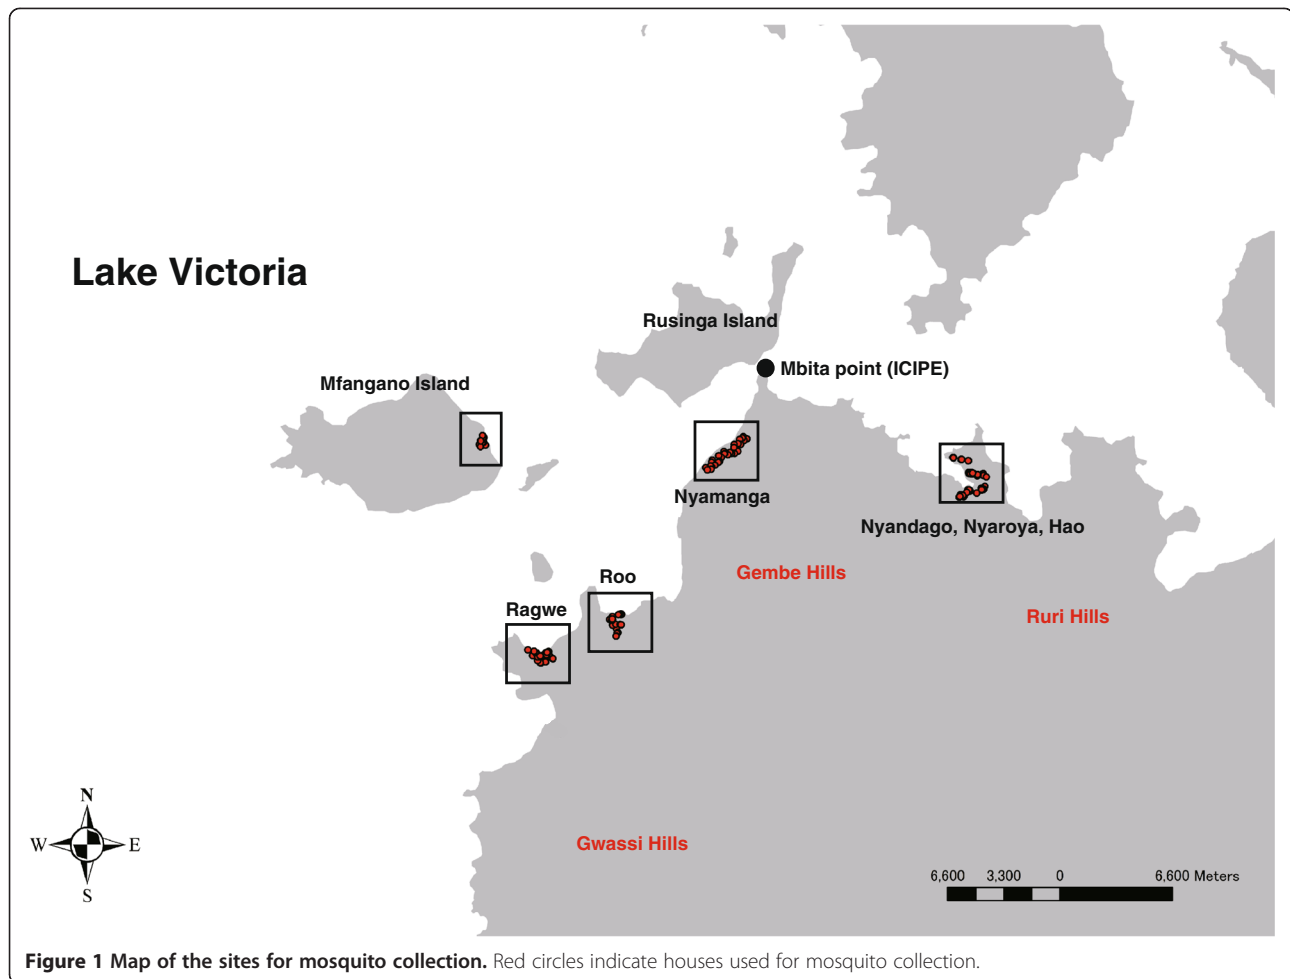 Lake Victoria
Rusinga Island
Mbita point (ICIPE)
Mfangano Island
Nyamanga
Nyandago, Nyaroya, Hao
Gembe Hills
Roo
Ragwe
Ruri Hills
Gwassi Hills
N
W E
S
6,600 3,300 0 6,600 Meters
Figure 1 Map of the sites for mosquito collection. Red circles indicate houses used for mosquito collection.